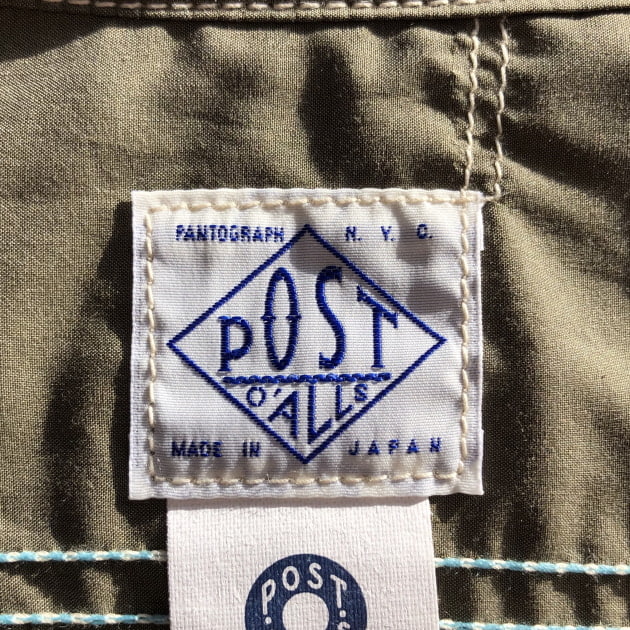 PANTOGRAPH N. Y. C.
POST
O'ALLS
MADE IN JAPAN
POST